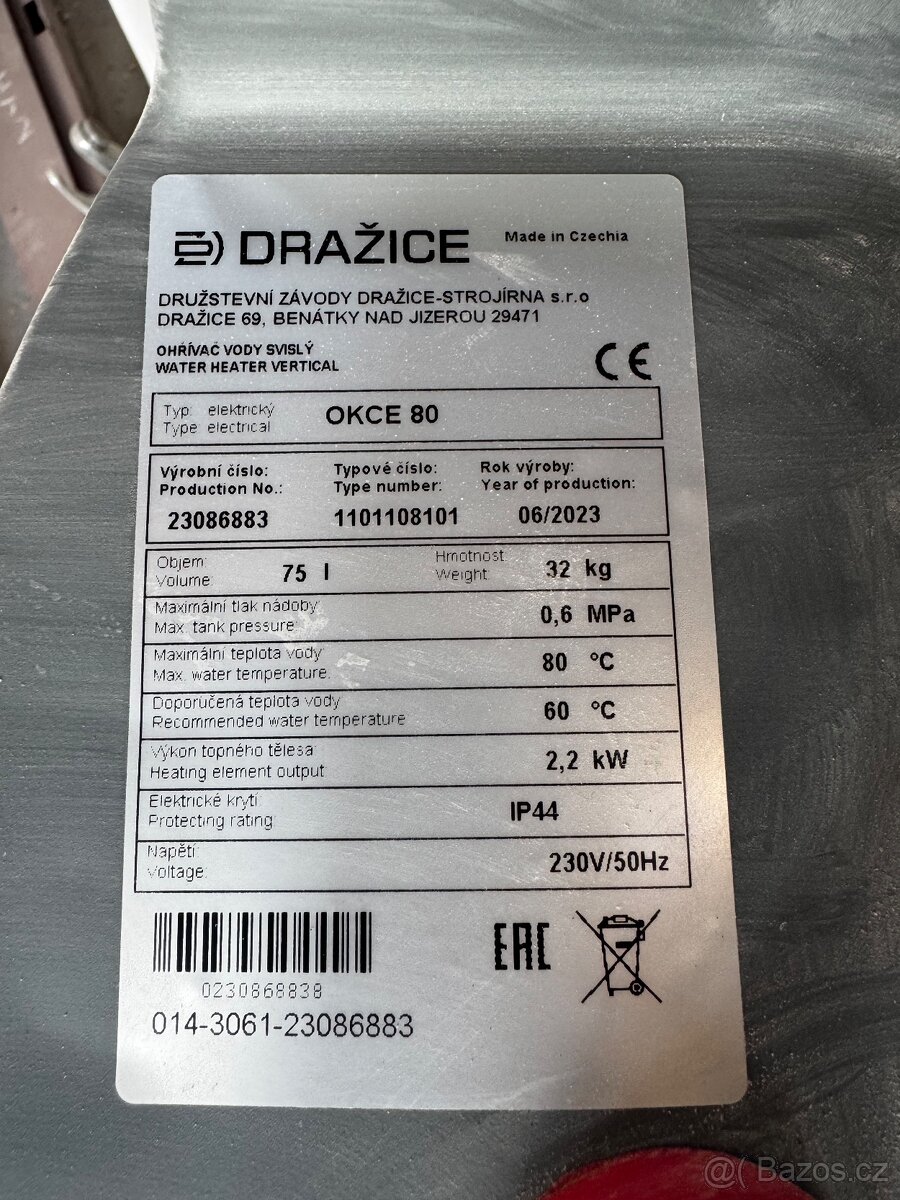 DRAŽICE
Made in Czechia
DRUŽSTEVNÍ ZÁVODY DRAŽICE-STROJÍRNA s.r.o
DRAŽICE 69, BENÁTKY NAD JIZEROU 29471
OHŘÍVAČ VODY SVISLÝ
WATER HEATER VERTICAL
CE
Typ: elektrický
Type electrical
OKCE 80
Výrobní číslo:
Production No.:
23086883
Typové číslo:
Type number:
1101108101
Rok výroby:
Year of production:
06/2023
Objem:
Volume:
75 l
Hmotnost:
Weight:
32 kg
Maximální tlak nádoby:
Max. tank pressure:
0,6 MPa
Maximální teplota vody
Max. water temperature.
80 °C
Doporučená teplota vody
Recommended water temperature
60 °C
Výkon topného tělesa
Heating element output
2,2 kW
Elektrické krytí:
Protecting rating:
IP44
Napětí:
Voltage:
230V/50Hz
0230868838
014-3061-23086883
EAC
@( Bazos.cz